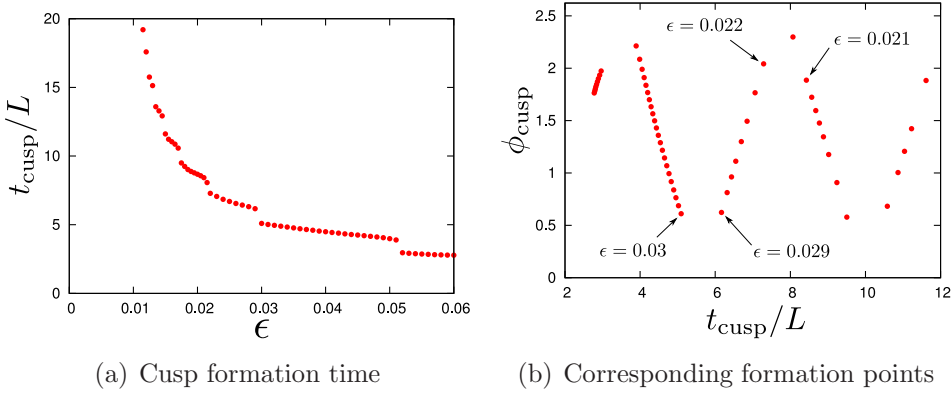 20
15
10
5
0
t_cusp/L
0
0.01
0.02
0.03
0.04
0.05
0.06
ϵ
(a) Cusp formation time
2.5
2
1.5
1
0.5
0
ϕ_cusp
ϵ = 0.022
ϵ = 0.021
ϵ = 0.03
ϵ = 0.029
2
4
6
8
10
12
t_cusp/L
(b) Corresponding formation points